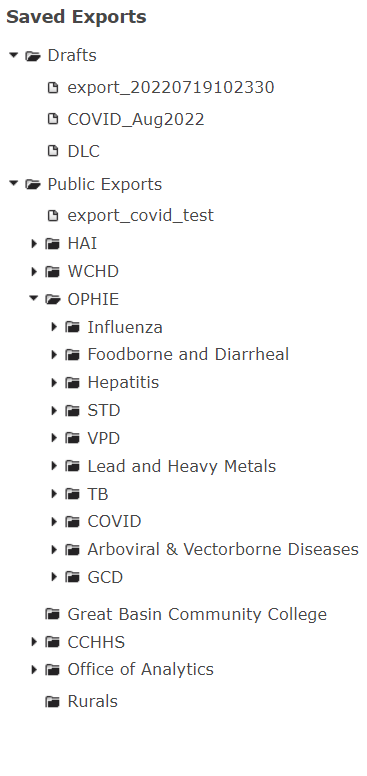 Saved Exports
Drafts
export_20220719102330
COVID_Aug2022
DLC
Public Exports
export_covid_test
HAI
WCHD
OPHIE
Influenza
Foodborne and Diarrheal
Hepatitis
STD
VPD
Lead and Heavy Metals
TB
COVID
Arboviral & Vectorborne Diseases
GCD
Great Basin Community College
CCHHS
Office of Analytics
Rurals